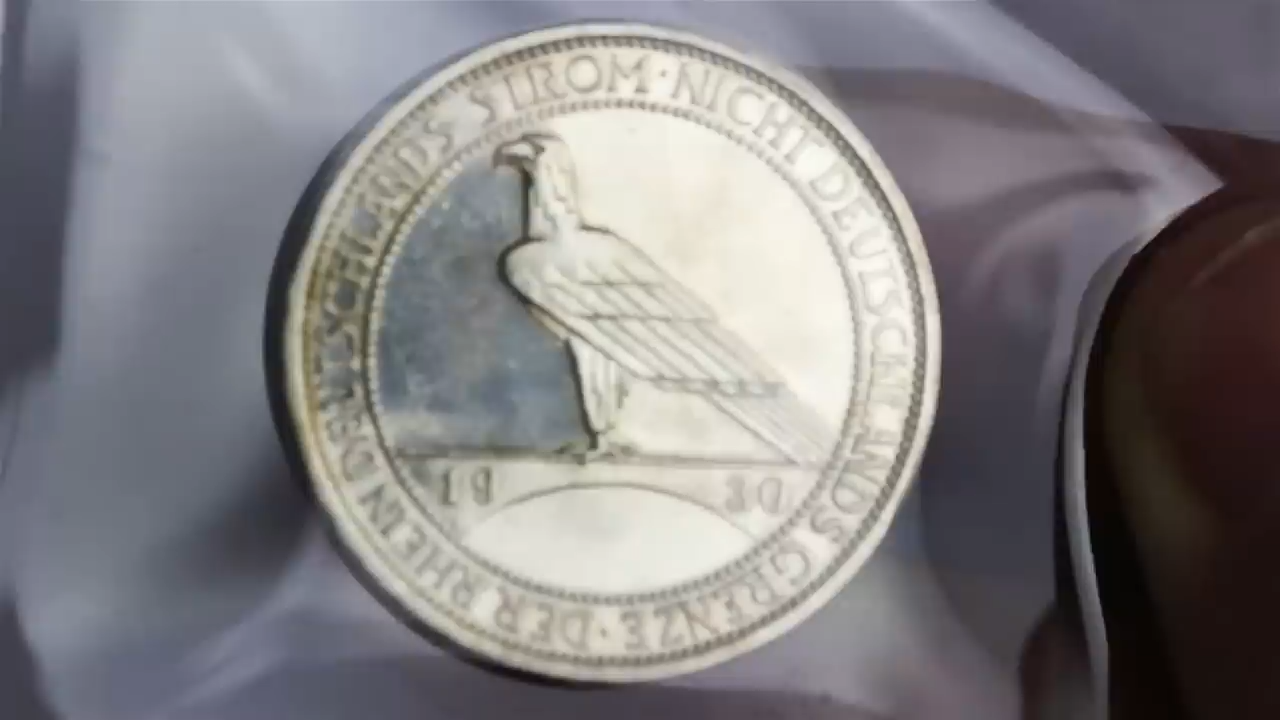 DER RHEIN DEUTSCHLANDS STROM · NICHT DEUTSCHLANDS GRENZE ·
19 30